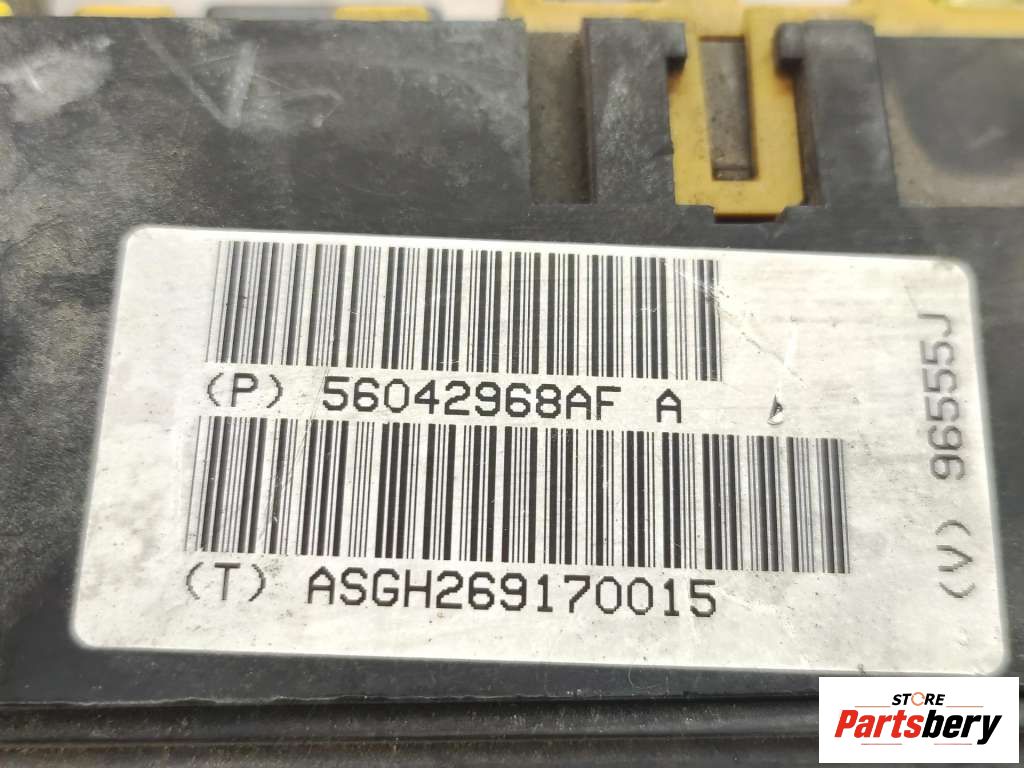 (P) 56042968AF A
(T) ASGH269170015
(V) 96555J
STORE
Partsbery